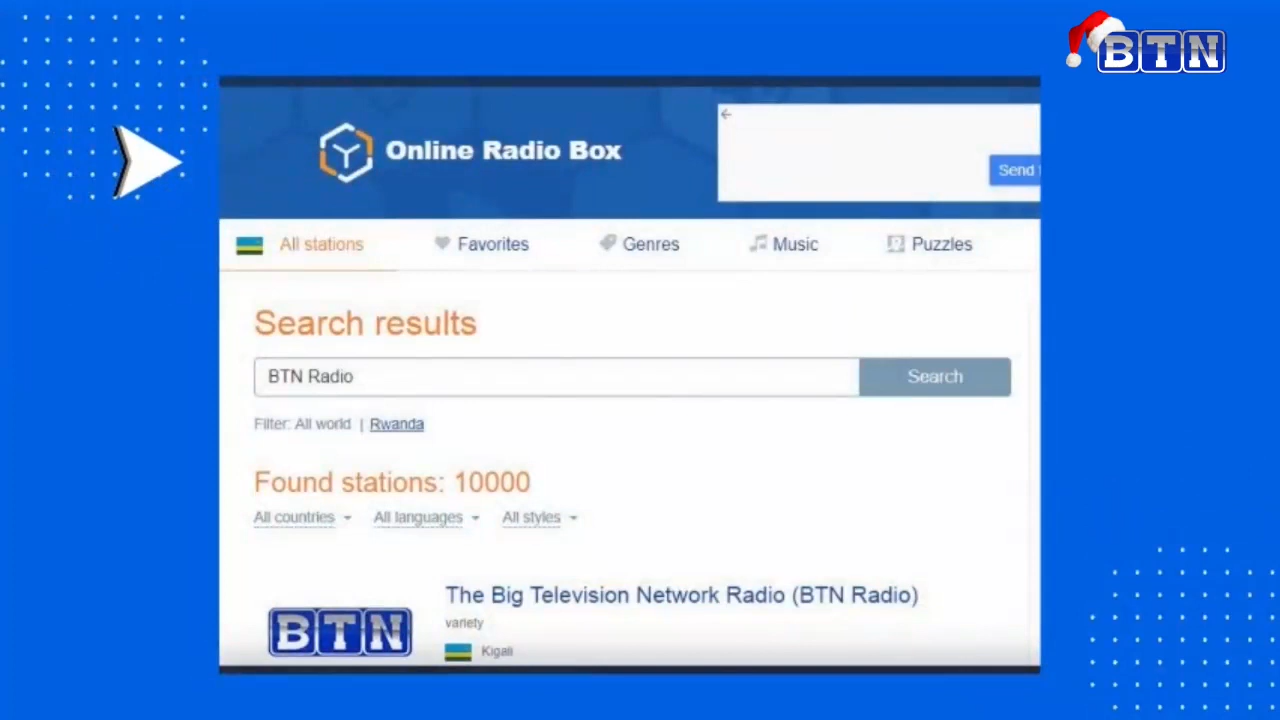 BTN
Online Radio Box
Send
All stations
Favorites
Genres
Music
Puzzles
Search results
BTN Radio
Search
Filter: All world | Rwanda
Found stations: 10000
All countries
All languages
All styles
The Big Television Network Radio (BTN Radio)
variety
BTN
Kigali